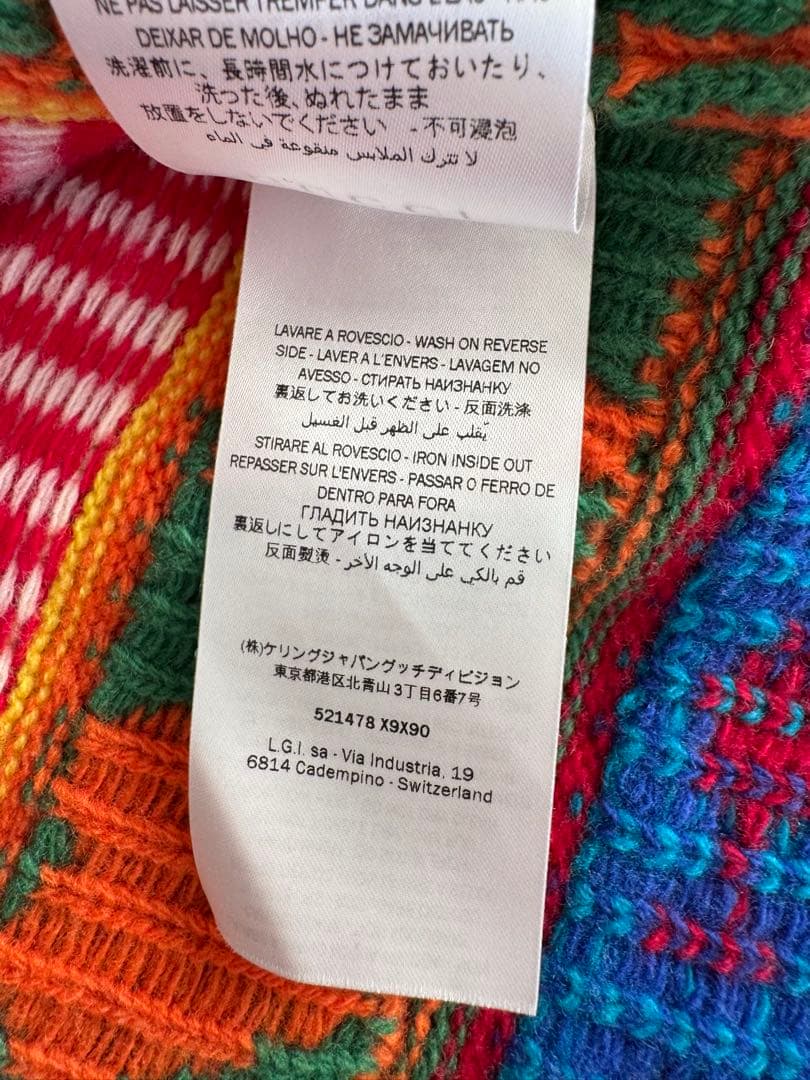 NE PAS LAISSER TREMPER DANS L'EAU
DEIXAR DE MOLHO - НЕ ЗАМАЧИВАТЬ
洗濯前に、長時間水につけておいたり、
洗った後、ぬれたまま
放置をしないでください - 不可浸泡
لا تترك الملابس منقوعة في الماء
LAVARE A ROVESCIO - WASH ON REVERSE
SIDE - LAVER A L'ENVERS - LAVAGEM NO
AVESSO - СТИРАТЬ НАИЗНАНКУ
裏返してお洗いください - 反面洗涤
يّقلب على الظهر قبل الغسيل
STIRARE AL ROVESCIO - IRON INSIDE OUT
REPASSER SUR L'ENVERS - PASSAR O FERRO DE
DENTRO PARA FORA
ГЛАДИТЬ НАИЗНАНКУ
裏返しにしてアイロンを当ててください
反面熨烫 - قم بالكي على الوجه الآخر
(株)ケリングジャパングッチディビジョン
東京都港区北青山3丁目6番7号
521478 X9X90
L.G.I. sa - Via Industria, 19
6814 Cadempino - Switzerland